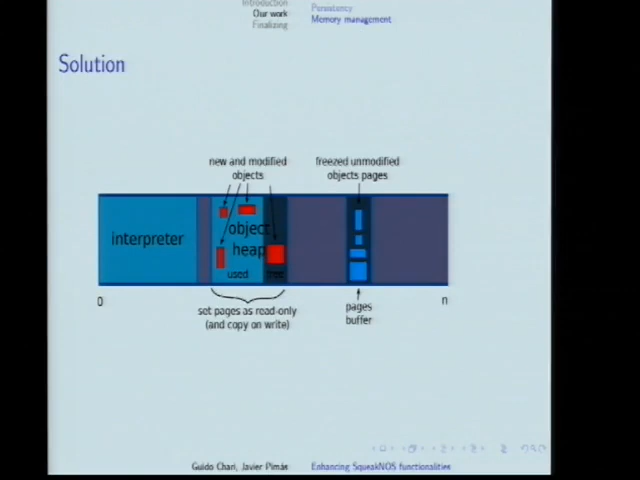 Introduction
Our work
Finalizing
Persistency
Memory management
Solution
new and modified
objects
freezed unmodified
objects pages
interpreter
object
heap
used
free
0
n
set pages as read-only
(and copy on write)
pages
buffer
Guido Chari, Javier Pimás
Enhancing SqueakNOS functionalities